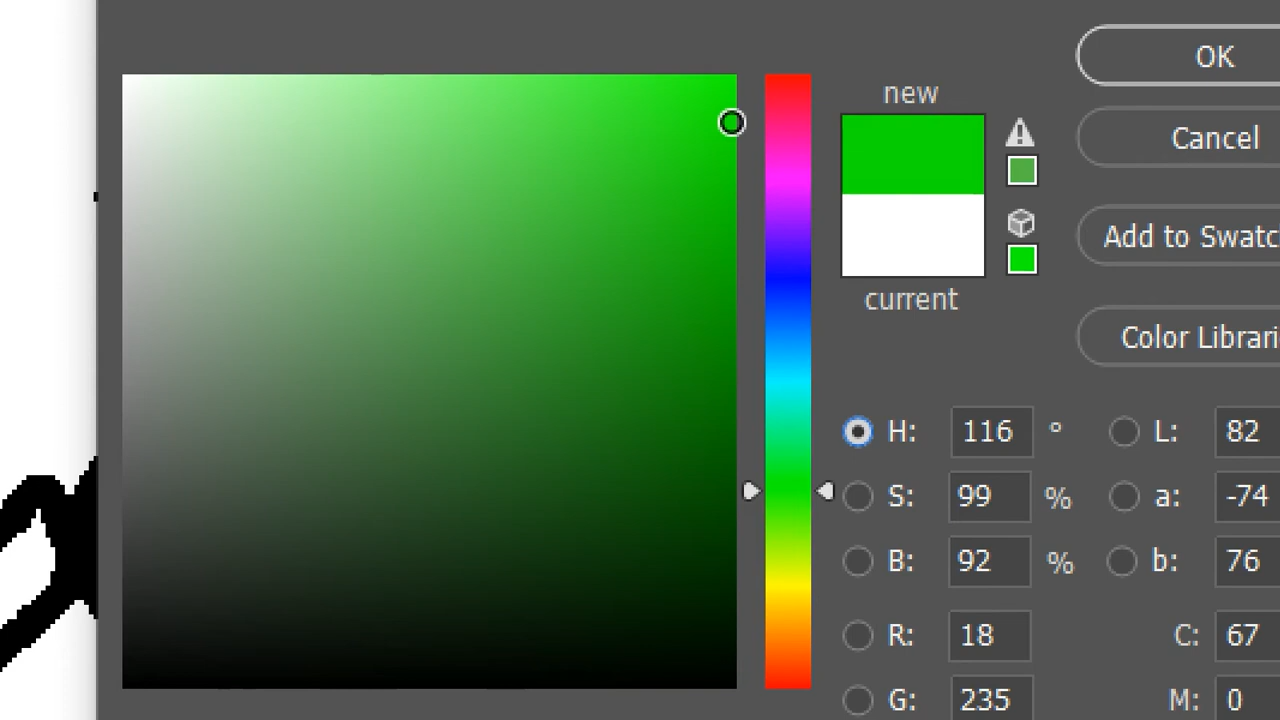 OK
new
Cancel
Add to Swatc
current
Color Librari
H: 116 ° L: 82
S: 99 % a: -74
B: 92 % b: 76
R: 18 C: 67
G: 235 M: 0